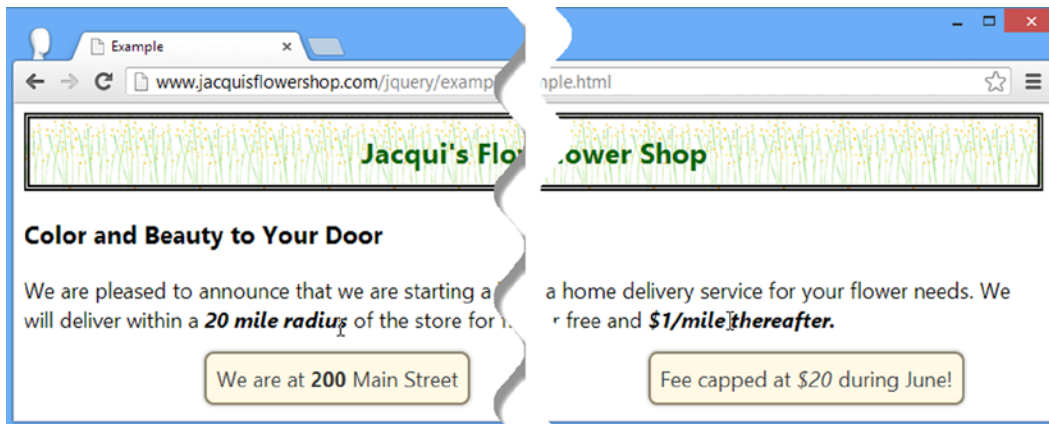 Example
www.jacquisflowershop.com/jquery/examp mple.html
Jacqui's Flo lower Shop
Color and Beauty to Your Door
We are pleased to announce that we are starting a a home delivery service for your flower needs. We
will deliver within a 20 mile radius of the store for free and $1/mile thereafter.
We are at 200 Main Street Fee capped at $20 during June!